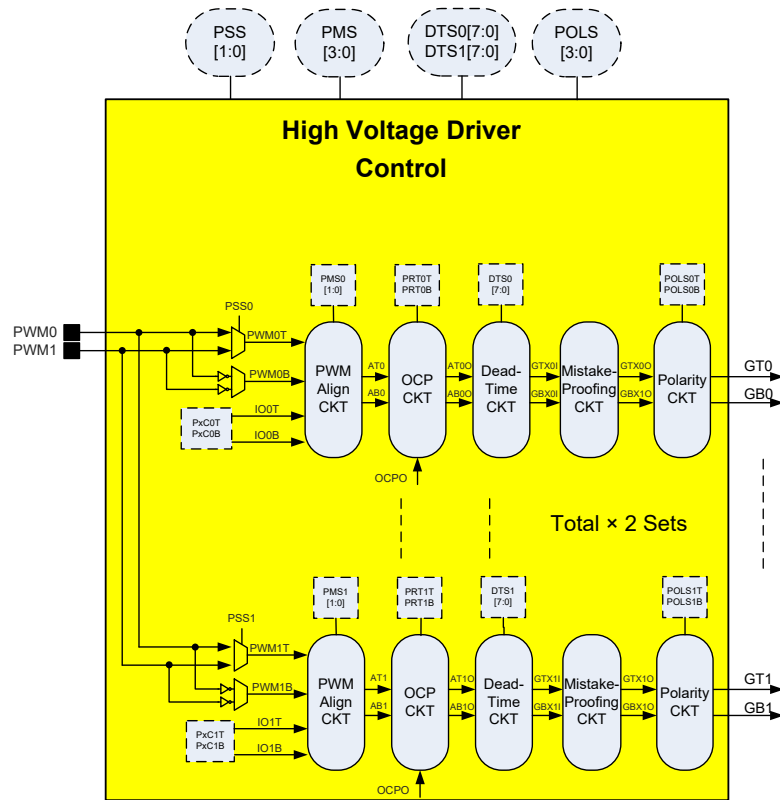 PSS
[1:0]
PMS
[3:0]
DTS0[7:0]
DTS1[7:0]
POLS
[3:0]
High Voltage Driver
Control
PMS0
[1:0]
PRT0T
PRT0B
DTS0
[7:0]
POLS0T
POLS0B
PSS0
PWM0
PWM1
PWM0T
PWM0B
PxC0T
PxC0B
IO0T
IO0B
PWM
Align
CKT
AT0
AB0
OCP
CKT
AT0O
AB0O
Dead-
Time
CKT
GTX0I
GBX0I
Mistake-
Proofing
CKT
GTX0O
GBX1O
Polarity
CKT
GT0
GB0
OCPO
Total × 2 Sets
PMS1
[1:0]
PRT1T
PRT1B
DTS1
[7:0]
POLS1T
POLS1B
PSS1
PWM1T
PWM1B
PxC1T
PxC1B
IO1T
IO1B
PWM
Align
CKT
AT1
AB1
OCP
CKT
AT1O
AB1O
Dead-
Time
CKT
GTX1I
GBX1I
Mistake-
Proofing
CKT
GTX1O
GBX1O
Polarity
CKT
GT1
GB1
OCPO